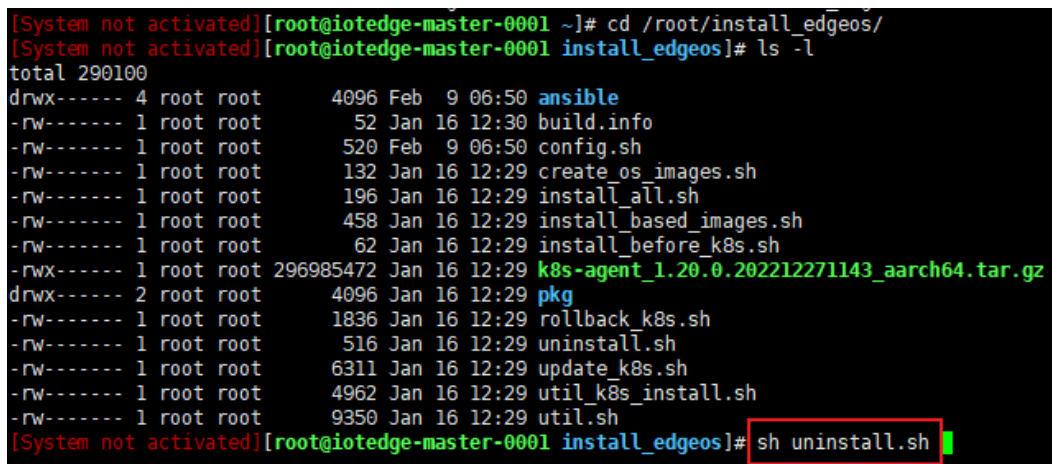 [System not activated][root@iotedge-master-0001 ~]# cd /root/install_edgeos/
[System not activated][root@iotedge-master-0001 install_edgeos]# ls -l
total 290100
drwx------ 4 root root      4096 Feb  9 06:50 ansible
-rw------- 1 root root        52 Jan 16 12:30 build.info
-rw------- 1 root root       520 Feb  9 06:50 config.sh
-rw------- 1 root root       132 Jan 16 12:29 create_os_images.sh
-rw------- 1 root root       196 Jan 16 12:29 install_all.sh
-rw------- 1 root root       458 Jan 16 12:29 install_based_images.sh
-rw------- 1 root root        62 Jan 16 12:29 install_before_k8s.sh
-rwx------ 1 root root 296985472 Jan 16 12:29 k8s-agent_1.20.0.202212271143_aarch64.tar.gz
drwx------ 2 root root      4096 Jan 16 12:29 pkg
-rw------- 1 root root      1836 Jan 16 12:29 rollback_k8s.sh
-rw------- 1 root root       516 Jan 16 12:29 uninstall.sh
-rw------- 1 root root      6311 Jan 16 12:29 update_k8s.sh
-rw------- 1 root root      4962 Jan 16 12:29 util_k8s_install.sh
-rw------- 1 root root      9350 Jan 16 12:29 util.sh
[System not activated][root@iotedge-master-0001 install_edgeos]# sh uninstall.sh